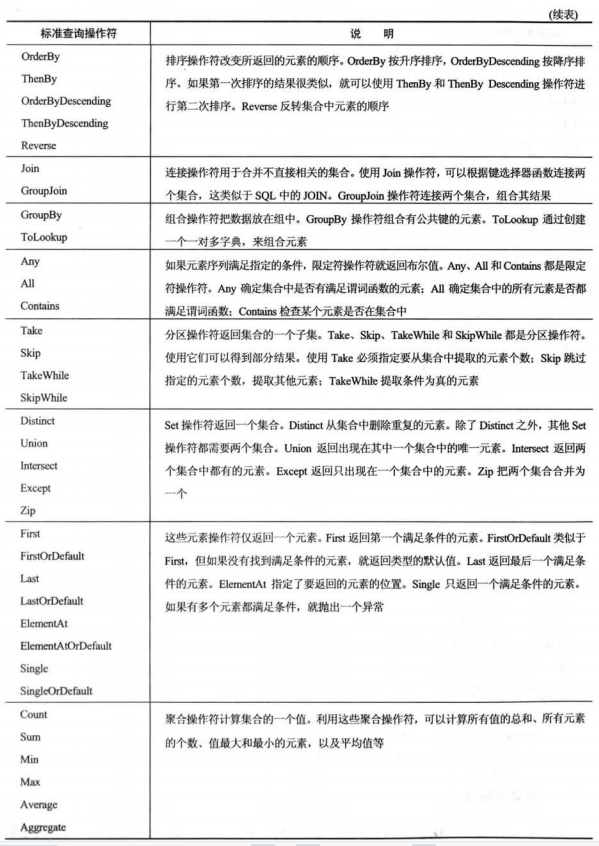 (续表)
标准查询操作符 说 明
OrderBy
ThenBy
OrderByDescending
ThenByDescending
Reverse
排序操作符改变所返回的元素的顺序。OrderBy 按升序排序，OrderByDescending 按降序排
序。如果第一次排序的结果很类似，就可以使用 ThenBy 和 ThenBy Descending 操作符进
行第二次排序。Reverse 反转集合中元素的顺序
Join
GroupJoin
连接操作符用于合并不直接相关的集合。使用 Join 操作符，可以根据键选择器函数连接两
个集合，这类似于 SQL 中的 JOIN。GroupJoin 操作符连接两个集合，组合其结果
GroupBy
ToLookup
组合操作符把数据放在组中。GroupBy 操作符组合有公共键的元素。ToLookup 通过创建
一个一对多字典，来组合元素
Any
All
Contains
如果元素序列满足指定的条件，限定符操作符就返回布尔值。Any、All 和 Contains 都是限定
符操作符。Any 确定集合中是否有满足谓词函数的元素；All 确定集合中的所有元素是否都
满足谓词函数；Contains 检查某个元素是否在集合中
Take
Skip
TakeWhile
SkipWhile
分区操作符返回集合的一个子集。Take、Skip、TakeWhile 和 SkipWhile 都是分区操作符。
使用它们可以得到部分结果。使用 Take 必须指定要从集合中提取的元素个数；Skip 跳过
指定的元素个数，提取其他元素；TakeWhile 提取条件为真的元素
Distinct
Union
Intersect
Except
Zip
Set 操作符返回一个集合。Distinct 从集合中删除重复的元素。除了 Distinct 之外，其他 Set
操作符都需要两个集合。Union 返回出现在其中一个集合中的唯一元素。Intersect 返回两
个集合中都有的元素。Except 返回只出现在一个集合中的元素。Zip 把两个集合合并为
一个
First
FirstOrDefault
Last
LastOrDefault
ElementAt
ElementAtOrDefault
Single
SingleOrDefault
这些元素操作符仅返回一个元素。First 返回第一个满足条件的元素。FirstOrDefault 类似于
First，但如果没有找到满足条件的元素，就返回类型的默认值。Last 返回最后一个满足条
件的元素。ElementAt 指定了要返回的元素的位置。Single 只返回一个满足条件的元素。
如果有多个元素都满足条件，就抛出一个异常
Count
Sum
Min
Max
Average
Aggregate
聚合操作符计算集合的一个值。利用这些聚合操作符，可以计算所有值的总和、所有元素
的个数、值最大和最小的元素，以及平均值等